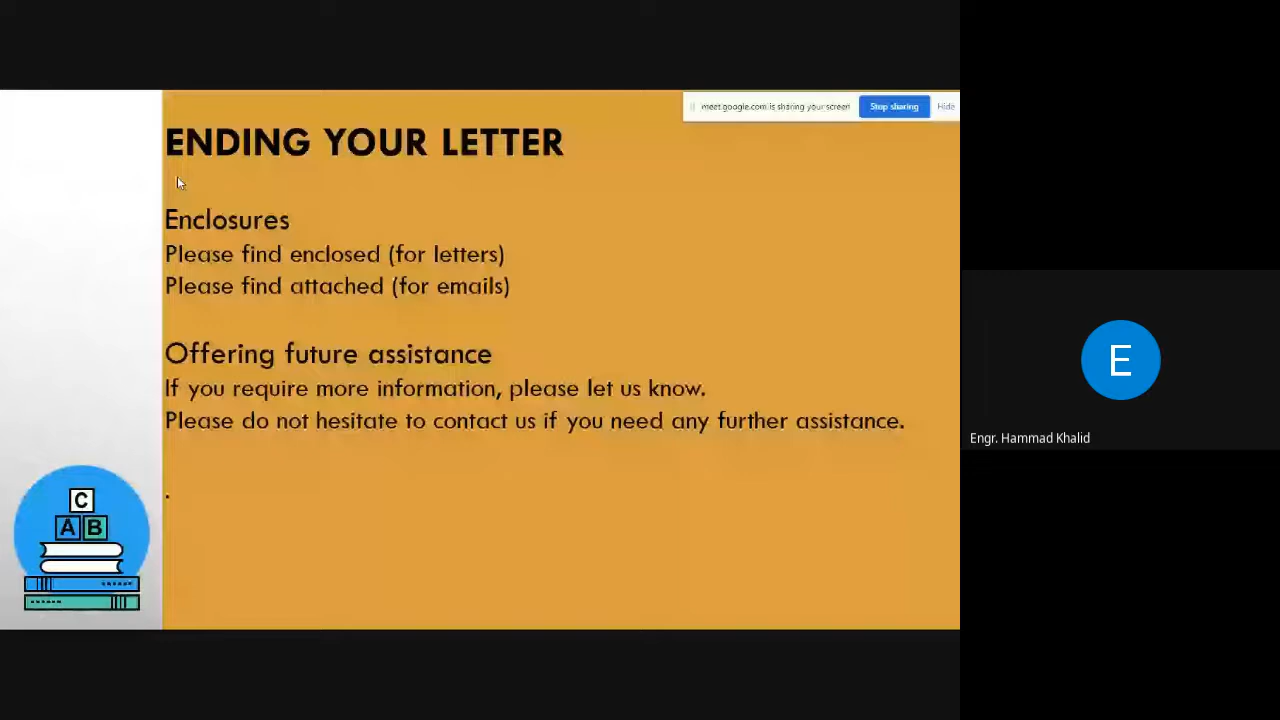 meet.google.com is sharing your screen Stop sharing Hide
ENDING YOUR LETTER
Enclosures
Please find enclosed (for letters)
Please find attached (for emails)
Offering future assistance
If you require more information, please let us know.
Please do not hesitate to contact us if you need any further assistance.
.
C
A B
E
Engr. Hammad Khalid